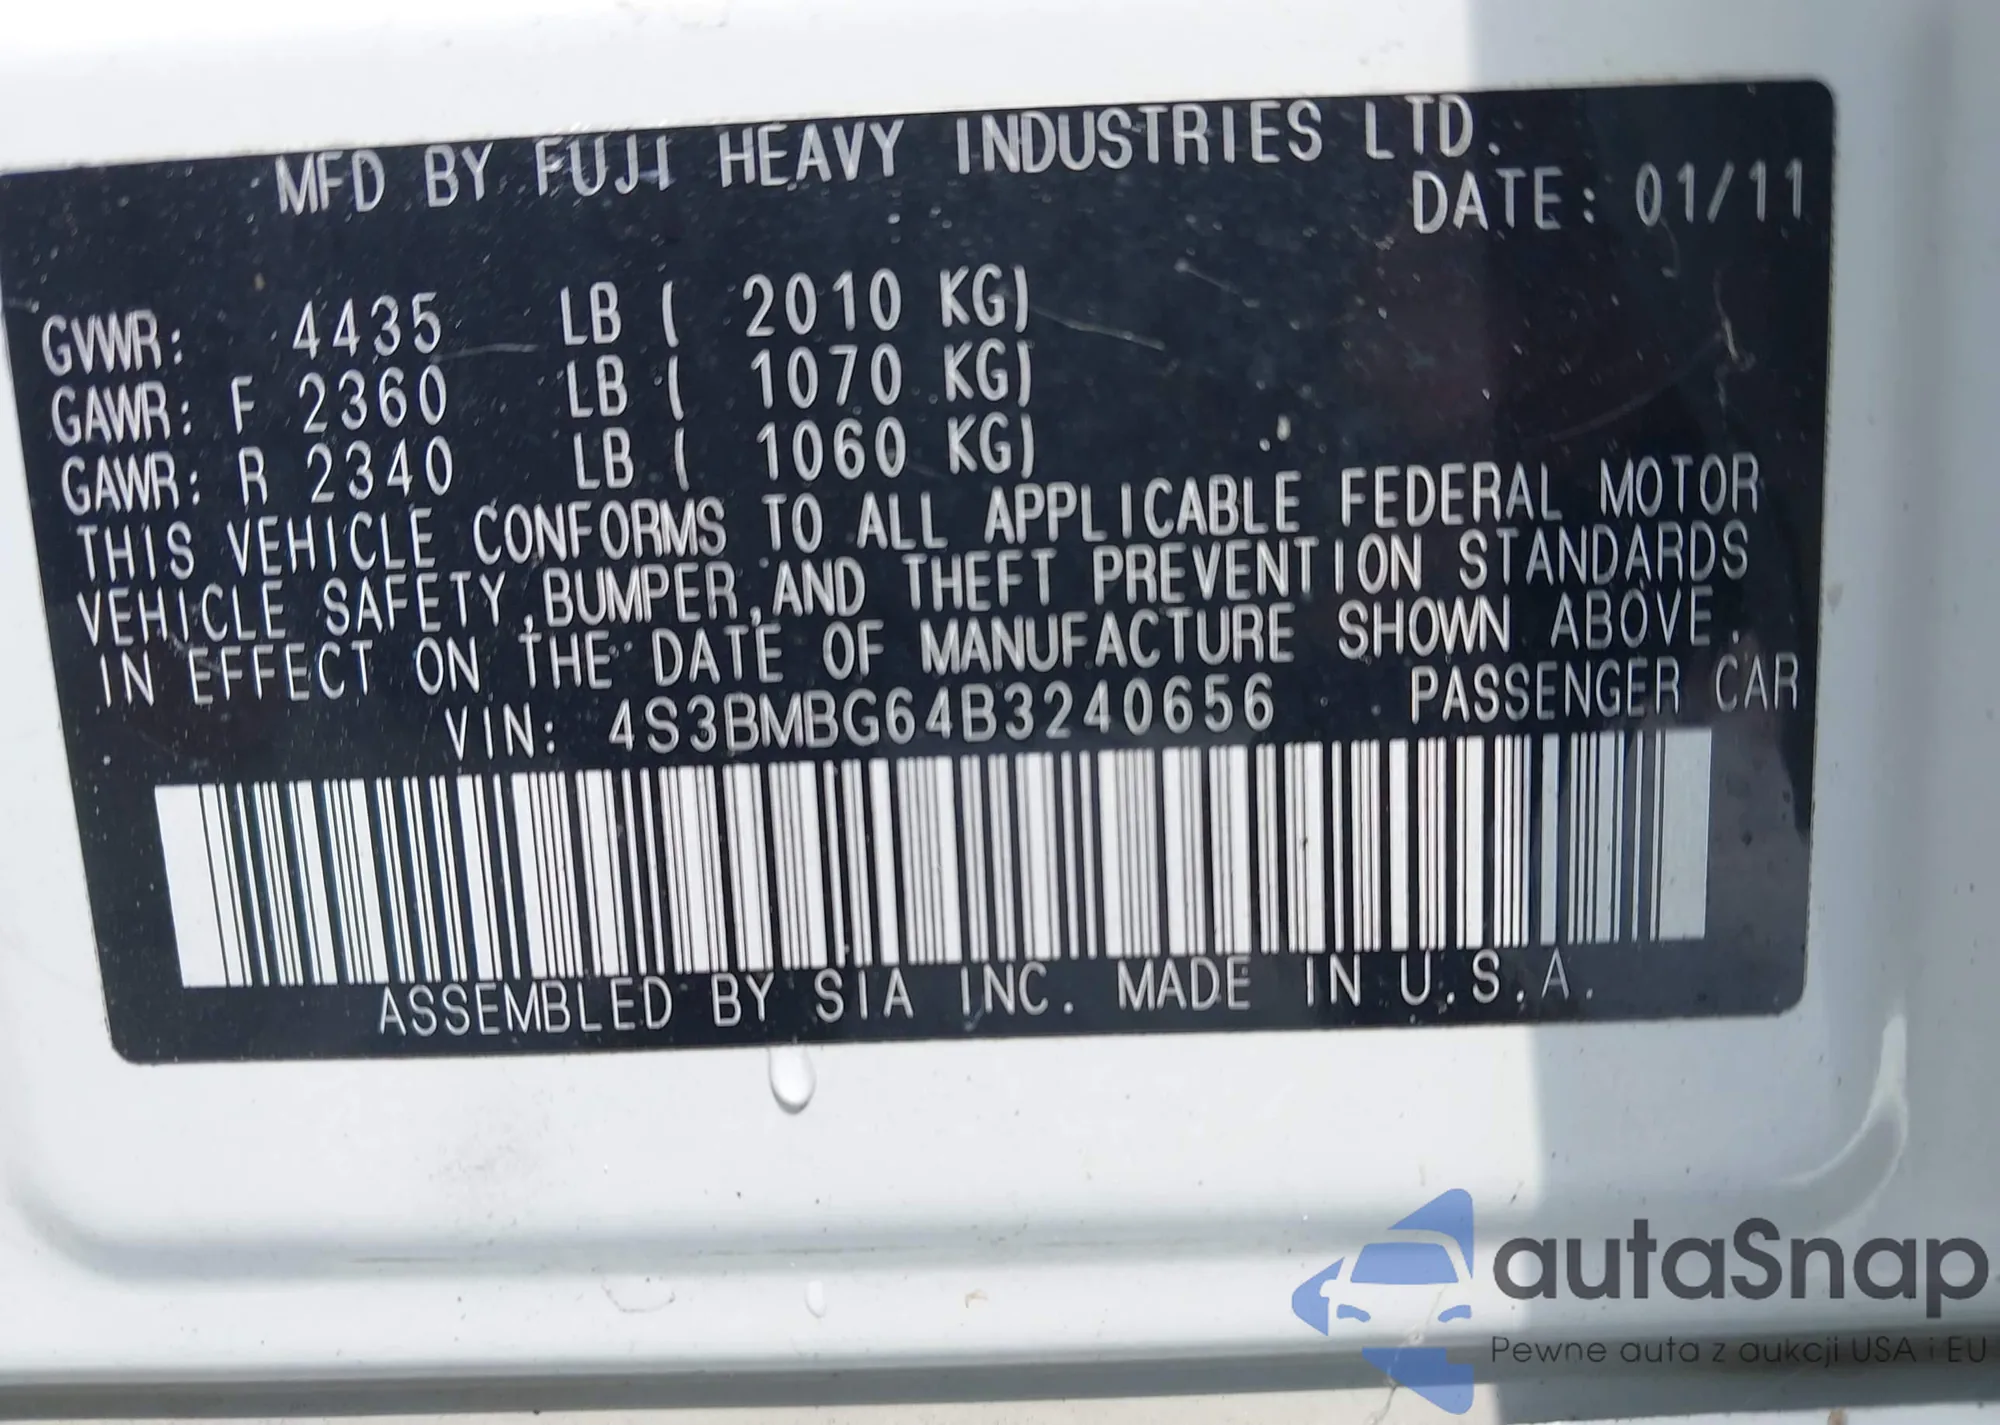 MFD BY FUJI HEAVY INDUSTRIES LTD.
DATE: 01/11
GVWR: 4435 LB ( 2010 KG)
GAWR: F 2360 LB ( 1070 KG)
GAWR: R 2340 LB ( 1060 KG)
THIS VEHICLE CONFORMS TO ALL APPLICABLE FEDERAL MOTOR
VEHICLE SAFETY,BUMPER,AND THEFT PREVENTION STANDARDS
IN EFFECT ON THE DATE OF MANUFACTURE SHOWN ABOVE.
VIN: 4S3BMBG64B3240656 PASSENGER CAR
ASSEMBLED BY SIA INC. MADE IN U.S.A.
autaSnap
Pewne auta z aukcji USA i EU